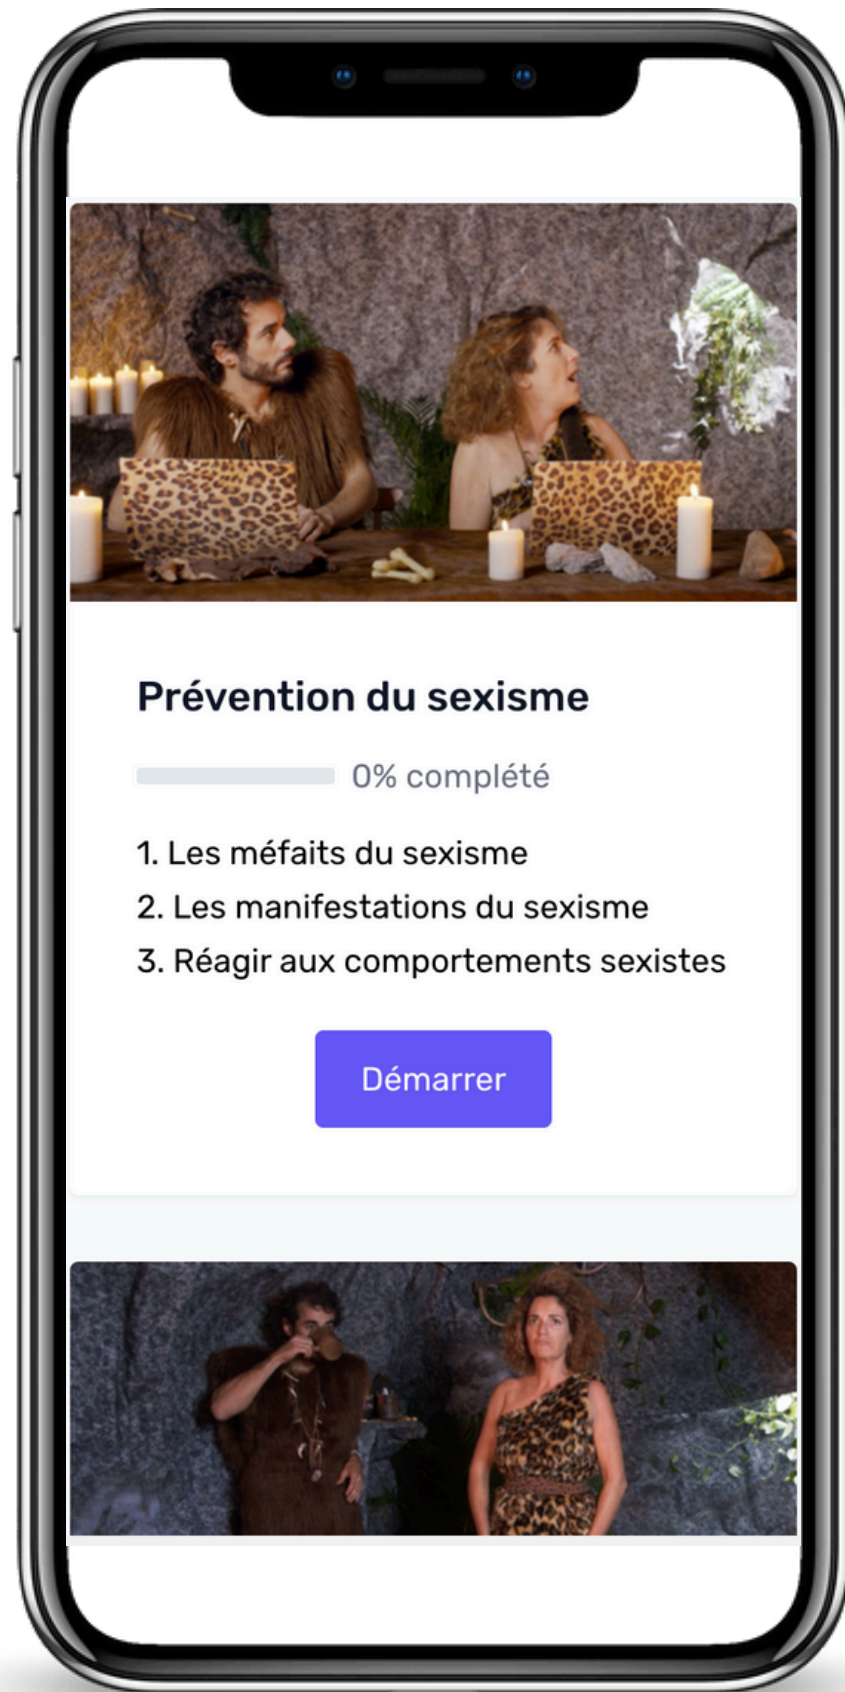 Prévention du sexisme
0% complété
1. Les méfaits du sexisme
2. Les manifestations du sexisme
3. Réagir aux comportements sexistes
Démarrer